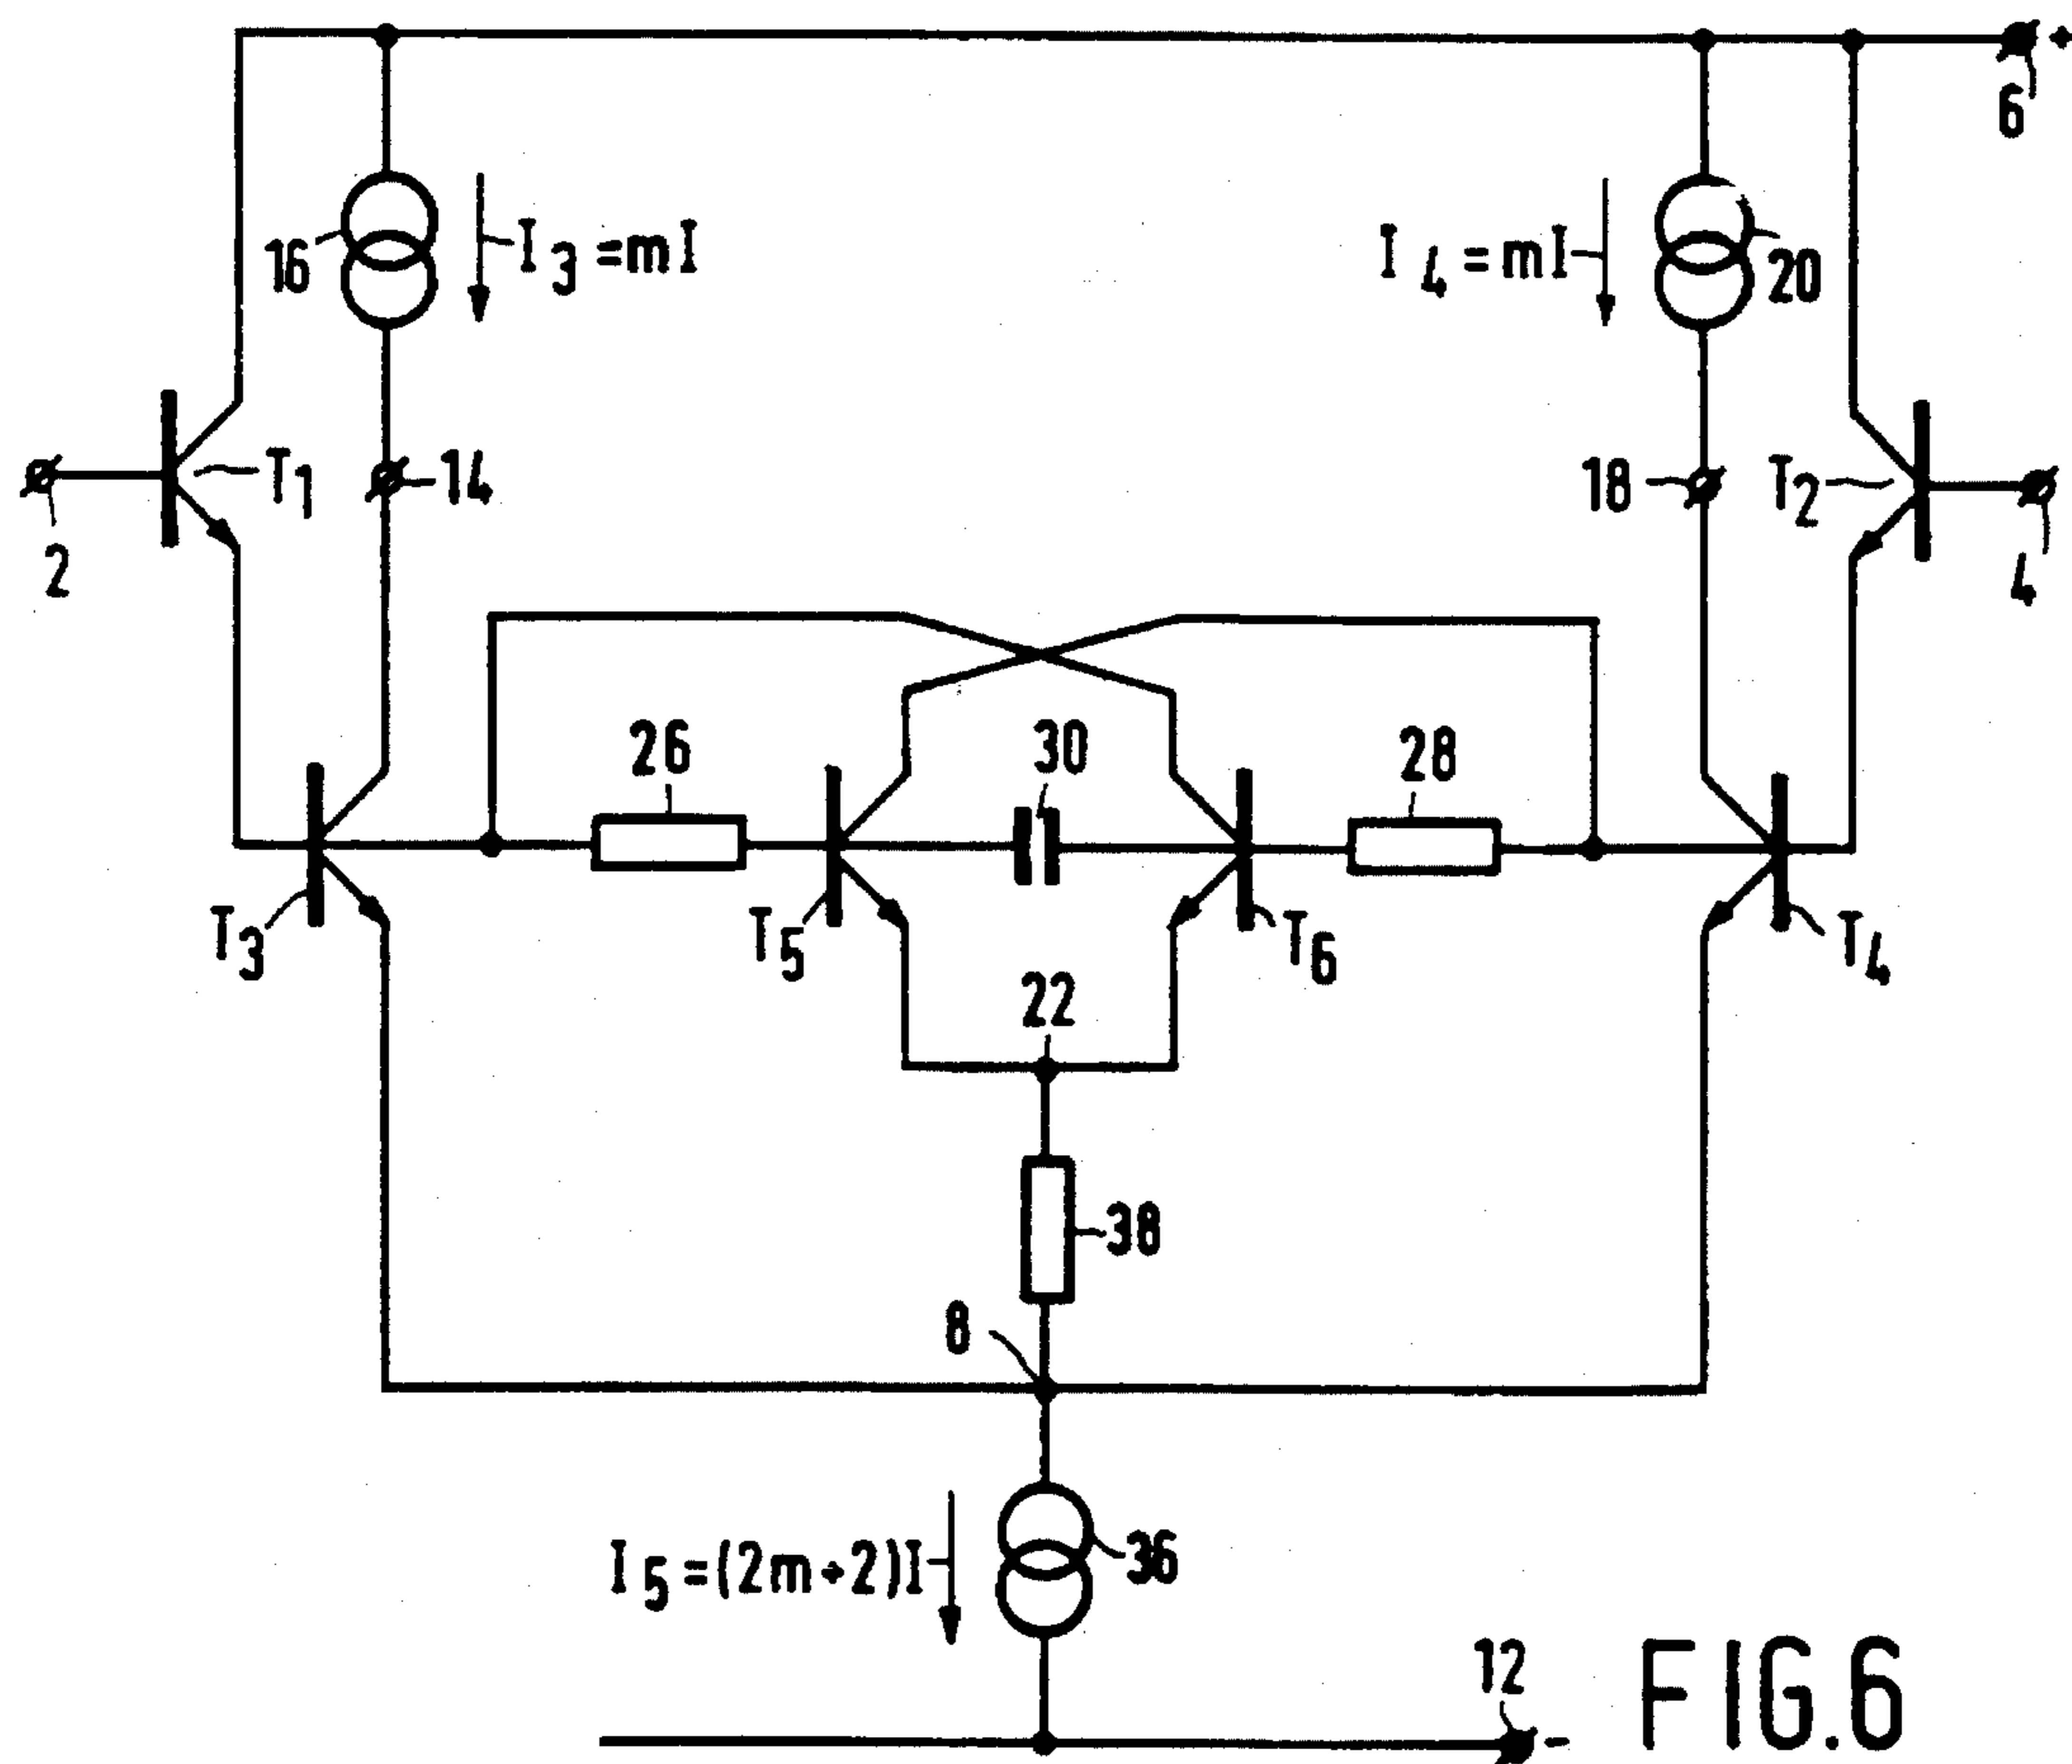 +
6
16
I3 = mI
I4 = mI
20
T1
14
18
T2
2
4
26
30
28
T3
T5
T6
T4
22
38
8
I5 = (2m+2)I
36
12
-
FIG.6